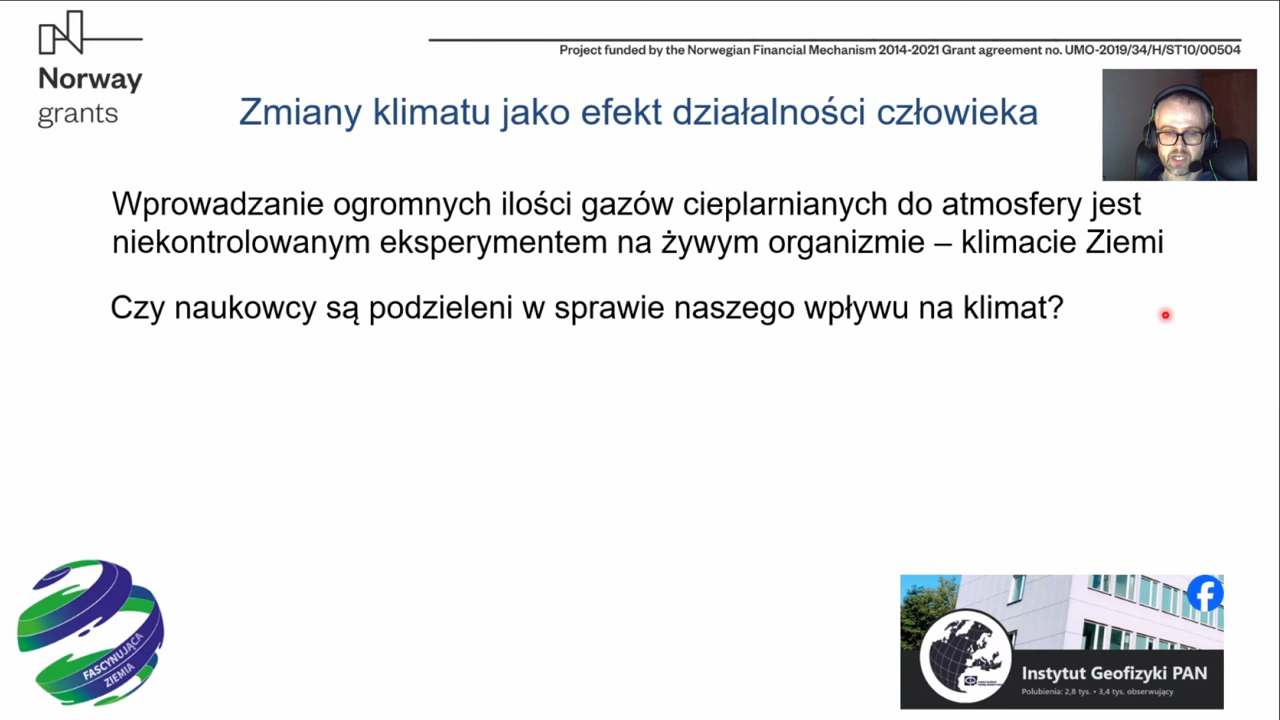 Norway
grants
Project funded by the Norwegian Financial Mechanism 2014-2021 Grant agreement no. UMO-2019/34/H/ST10/00504
Zmiany klimatu jako efekt działalności człowieka
Wprowadzanie ogromnych ilości gazów cieplarnianych do atmosfery jest
niekontrolowanym eksperymentem na żywym organizmie – klimacie Ziemi
Czy naukowcy są podzieleni w sprawie naszego wpływu na klimat?
FASCYNUJĄCA
ZIEMIA
Instytut Geofizyki PAN
Polubienia: 2,8 tys. • 3,4 tys. obserwujący